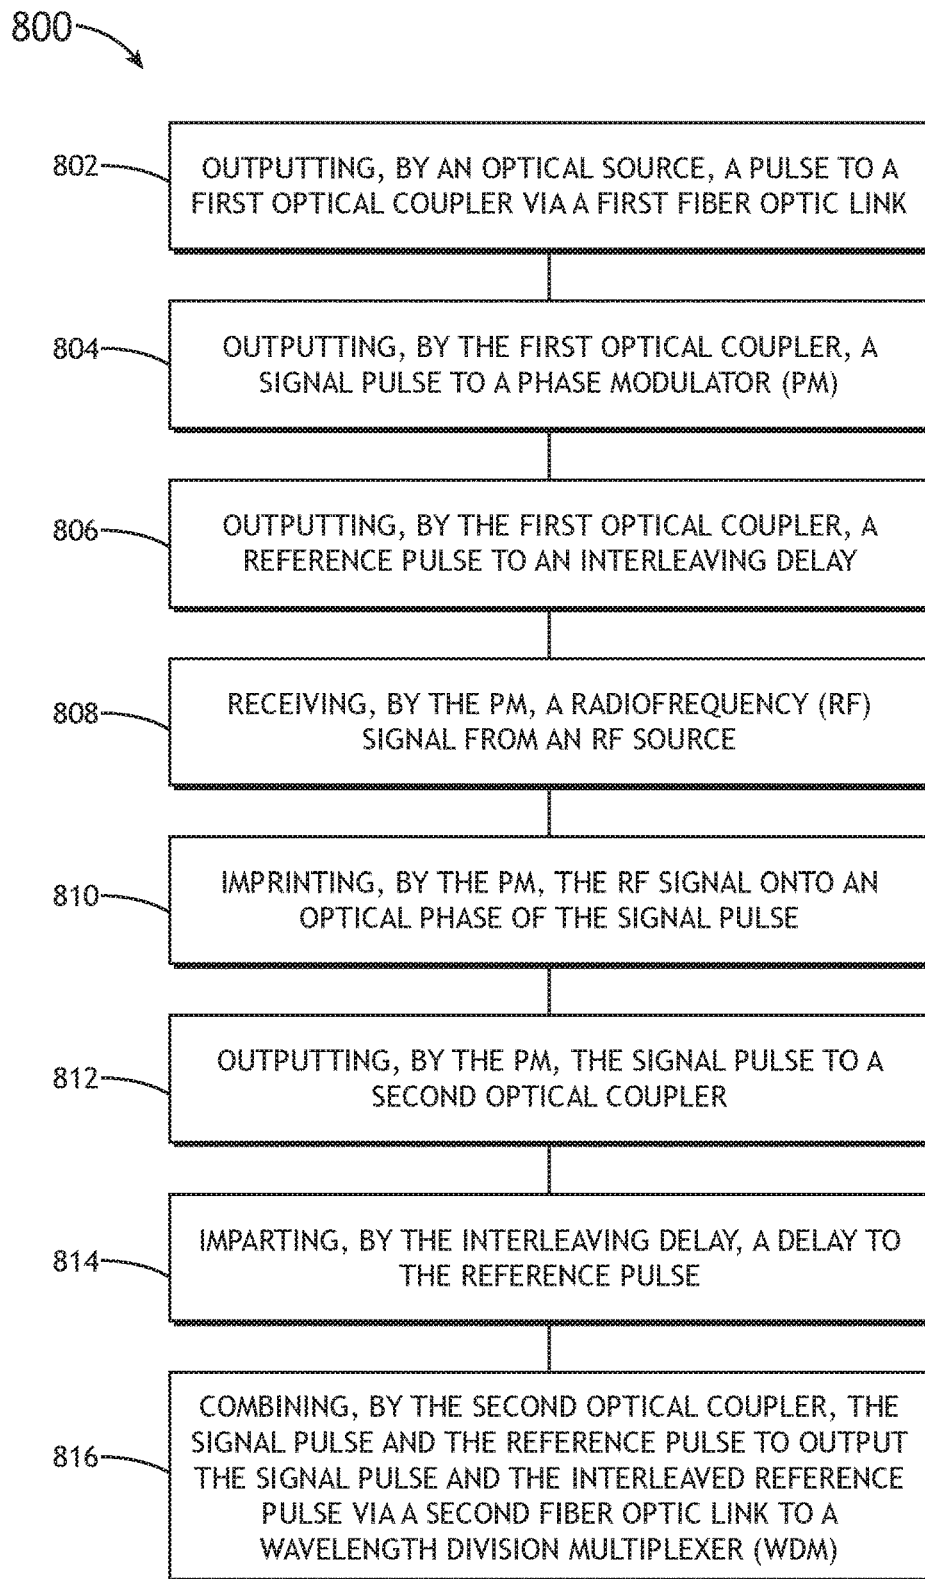 800
802
OUTPUTTING, BY AN OPTICAL SOURCE, A PULSE TO A
FIRST OPTICAL COUPLER VIA A FIRST FIBER OPTIC LINK
804
OUTPUTTING, BY THE FIRST OPTICAL COUPLER, A
SIGNAL PULSE TO A PHASE MODULATOR (PM)
806
OUTPUTTING, BY THE FIRST OPTICAL COUPLER, A
REFERENCE PULSE TO AN INTERLEAVING DELAY
808
RECEIVING, BY THE PM, A RADIOFREQUENCY (RF)
SIGNAL FROM AN RF SOURCE
810
IMPRINTING, BY THE PM, THE RF SIGNAL ONTO AN
OPTICAL PHASE OF THE SIGNAL PULSE
812
OUTPUTTING, BY THE PM, THE SIGNAL PULSE TO A
SECOND OPTICAL COUPLER
814
IMPARTING, BY THE INTERLEAVING DELAY, A DELAY TO
THE REFERENCE PULSE
816
COMBINING, BY THE SECOND OPTICAL COUPLER, THE
SIGNAL PULSE AND THE REFERENCE PULSE TO OUTPUT
THE SIGNAL PULSE AND THE INTERLEAVED REFERENCE
PULSE VIA A SECOND FIBER OPTIC LINK TO A
WAVELENGTH DIVISION MULTIPLEXER (WDM)